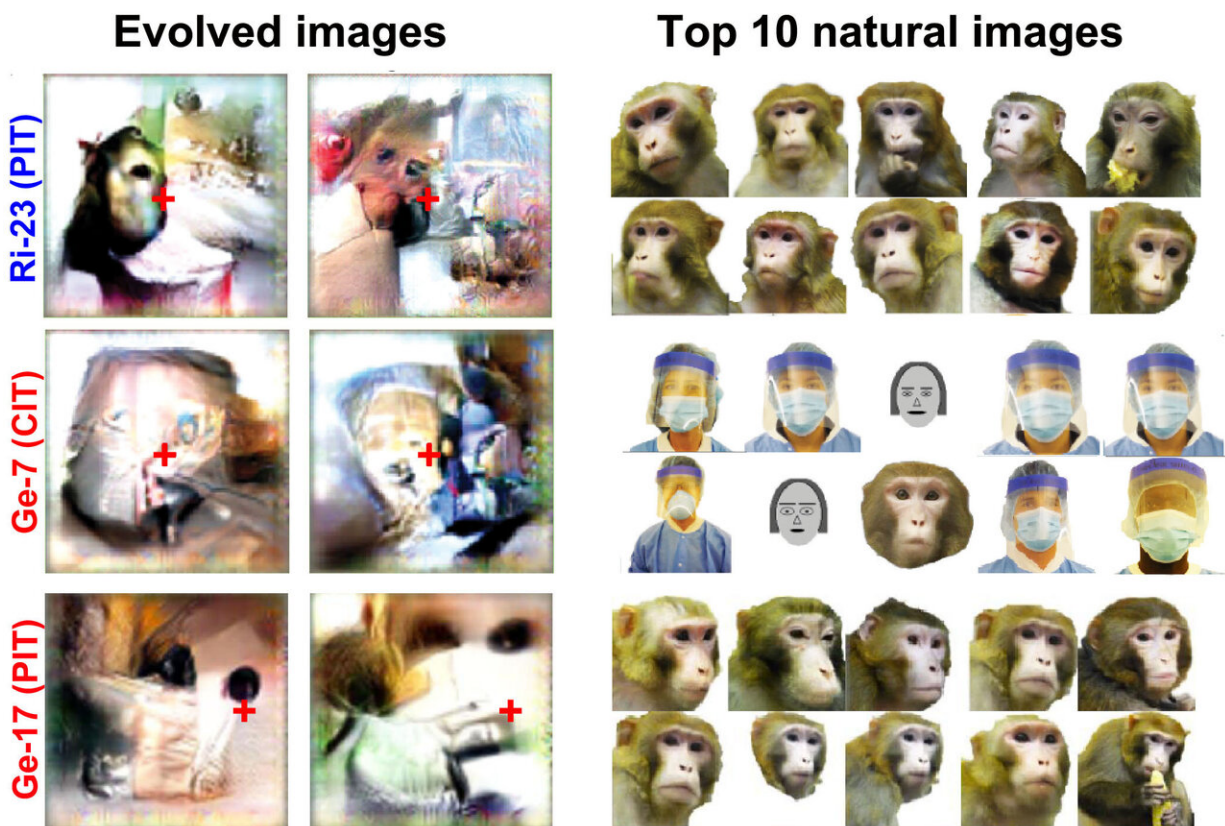 Evolved images
Top 10 natural images
Ri-23 (PIT)
Ge-7 (CIT)
Ge-17 (PIT)